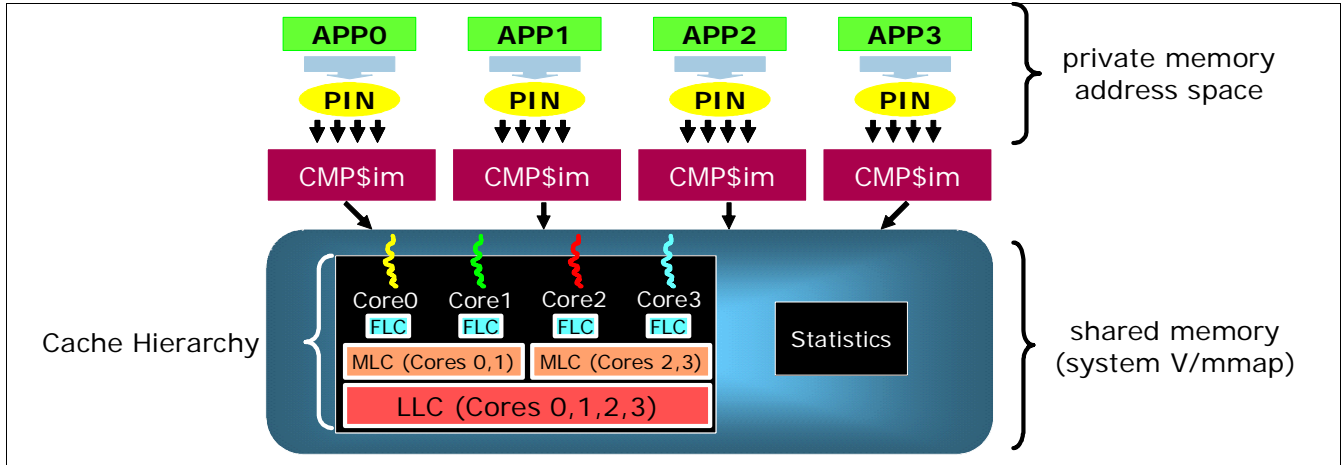 APP0 APP1 APP2 APP3
private memory
address space
PIN PIN PIN PIN
CMP$im CMP$im CMP$im CMP$im
Cache Hierarchy
Core0 Core1 Core2 Core3
FLC FLC FLC FLC
MLC (Cores 0,1) MLC (Cores 2,3)
LLC (Cores 0,1,2,3)
Statistics
shared memory
(system V/mmap)